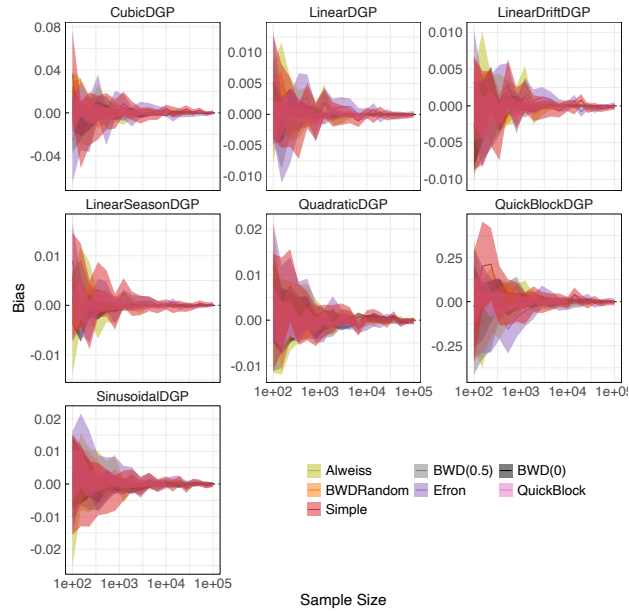 CubicDGP
LinearDGP
LinearDriftDGP
0.08
0.04
0.00
-0.04
0.010
0.005
0.000
-0.005
-0.010
0.010
0.005
0.000
-0.005
-0.010
LinearSeasonDGP
QuadraticDGP
QuickBlockDGP
0.01
0.00
-0.01
0.02
0.01
0.00
-0.01
0.25
0.00
-0.25
1e+02 1e+03 1e+04 1e+05
1e+02 1e+03 1e+04 1e+05
Bias
SinusoidalDGP
0.02
0.01
0.00
-0.01
-0.02
1e+02 1e+03 1e+04 1e+05
Alweiss BWD(0.5) BWD(0)
BWDRandom Efron QuickBlock
Simple
Sample Size